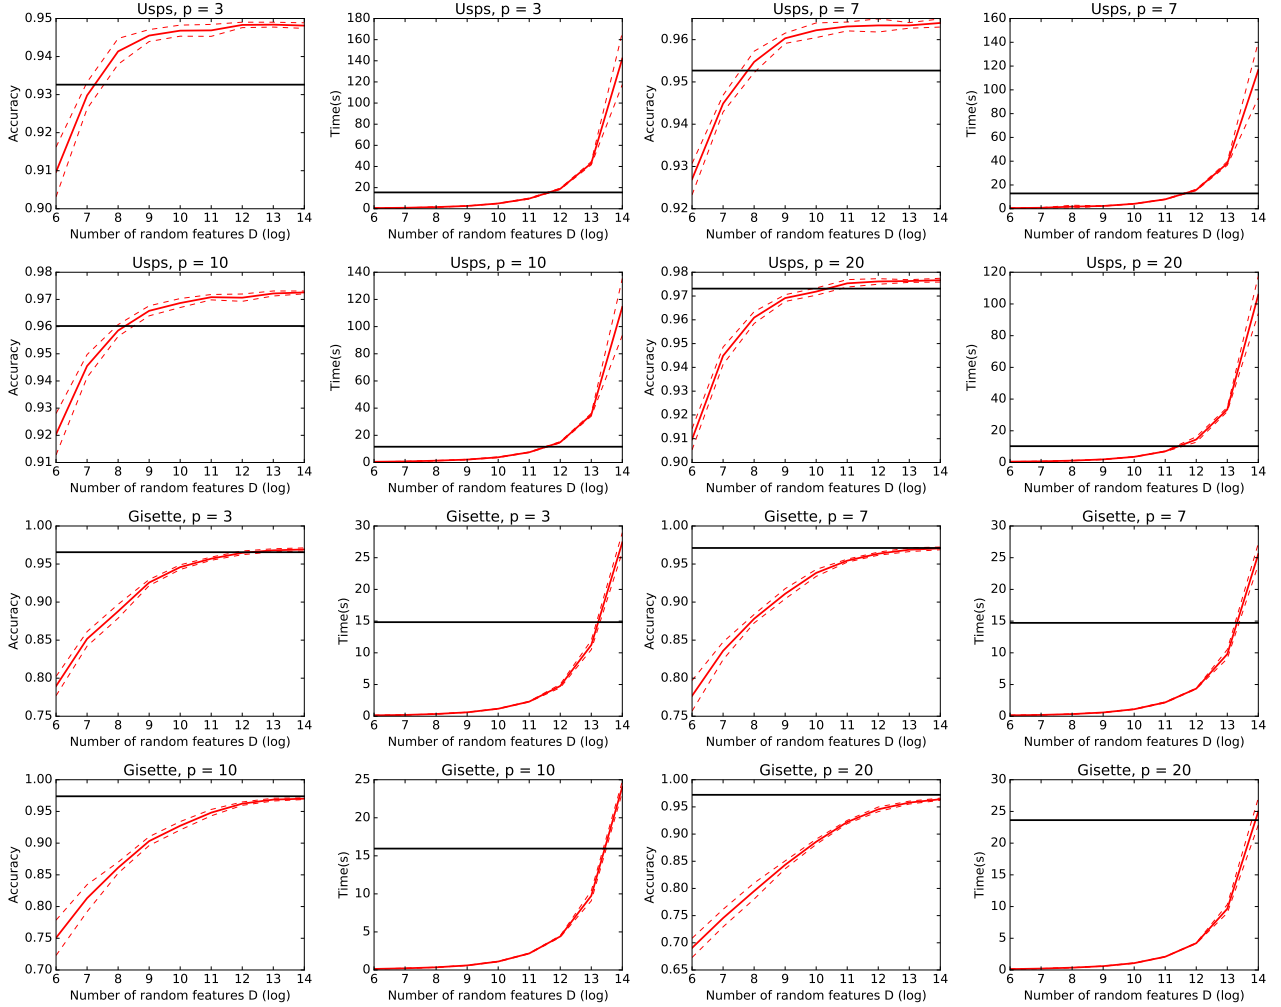 Usps, p = 3
Accuracy
0.95
0.94
0.93
0.92
0.91
0.90
6 7 8 9 10 11 12 13 14
Number of random features D (log)
Usps, p = 3
Time(s)
180
160
140
120
100
80
60
40
20
0
6 7 8 9 10 11 12 13 14
Number of random features D (log)
Usps, p = 7
Accuracy
0.96
0.95
0.94
0.93
0.92
6 7 8 9 10 11 12 13 14
Number of random features D (log)
Usps, p = 7
Time(s)
160
140
120
100
80
60
40
20
0
6 7 8 9 10 11 12 13 14
Number of random features D (log)
Usps, p = 10
Accuracy
0.98
0.97
0.96
0.95
0.94
0.93
0.92
0.91
6 7 8 9 10 11 12 13 14
Number of random features D (log)
Usps, p = 10
Time(s)
140
120
100
80
60
40
20
0
6 7 8 9 10 11 12 13 14
Number of random features D (log)
Usps, p = 20
Accuracy
0.98
0.97
0.96
0.95
0.94
0.93
0.92
0.91
0.90
6 7 8 9 10 11 12 13 14
Number of random features D (log)
Usps, p = 20
Time(s)
120
100
80
60
40
20
0
6 7 8 9 10 11 12 13 14
Number of random features D (log)
Gisette, p = 3
Accuracy
1.00
0.95
0.90
0.85
0.80
0.75
6 7 8 9 10 11 12 13 14
Number of random features D (log)
Gisette, p = 3
Time(s)
30
25
20
15
10
5
0
6 7 8 9 10 11 12 13 14
Number of random features D (log)
Gisette, p = 7
Accuracy
1.00
0.95
0.90
0.85
0.80
0.75
6 7 8 9 10 11 12 13 14
Number of random features D (log)
Gisette, p = 7
Time(s)
30
25
20
15
10
5
0
6 7 8 9 10 11 12 13 14
Number of random features D (log)
Gisette, p = 10
Accuracy
1.00
0.95
0.90
0.85
0.80
0.75
0.70
6 7 8 9 10 11 12 13 14
Number of random features D (log)
Gisette, p = 10
Time(s)
25
20
15
10
5
0
6 7 8 9 10 11 12 13 14
Number of random features D (log)
Gisette, p = 20
Accuracy
1.00
0.95
0.90
0.85
0.80
0.75
0.70
0.65
6 7 8 9 10 11 12 13 14
Number of random features D (log)
Gisette, p = 20
Time(s)
30
25
20
15
10
5
0
6 7 8 9 10 11 12 13 14
Number of random features D (log)